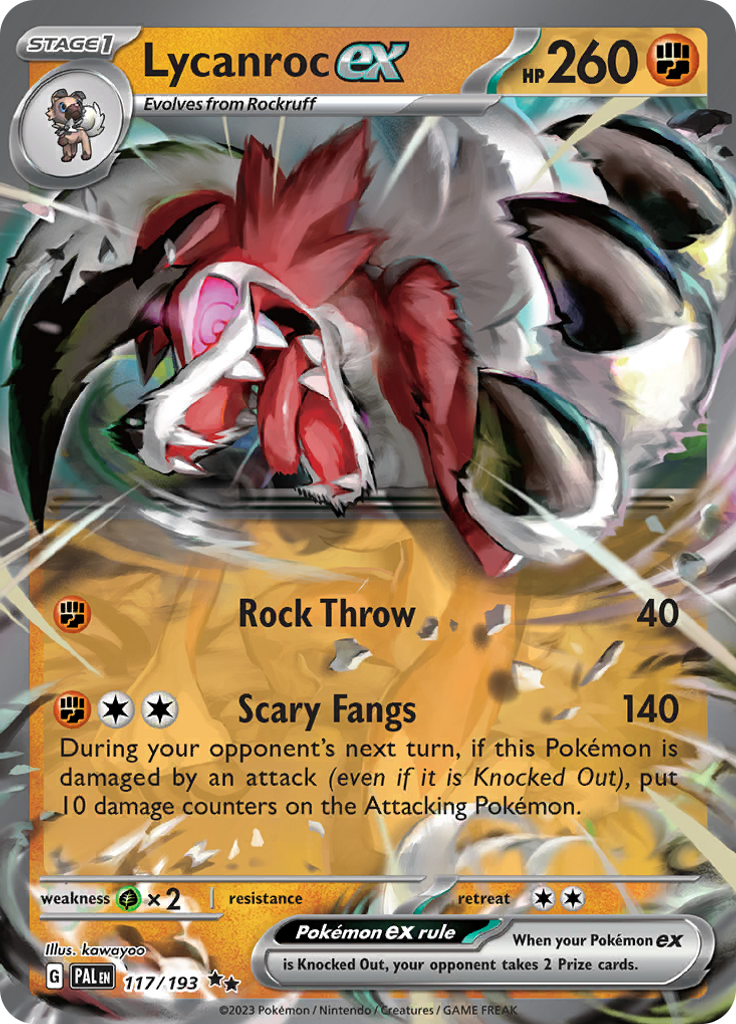 STAGE1
Lycanroc ex
HP 260
Evolves from Rockruff
Rock Throw 40
Scary Fangs 140
During your opponent's next turn, if this Pokémon is
damaged by an attack (even if it is Knocked Out), put
10 damage counters on the Attacking Pokémon.
weakness ×2 resistance retreat
Illus. kawayoo
Pokémon ex rule
When your Pokémon ex
is Knocked Out, your opponent takes 2 Prize cards.
G PAL EN 117/193
©2023 Pokémon / Nintendo / Creatures / GAME FREAK